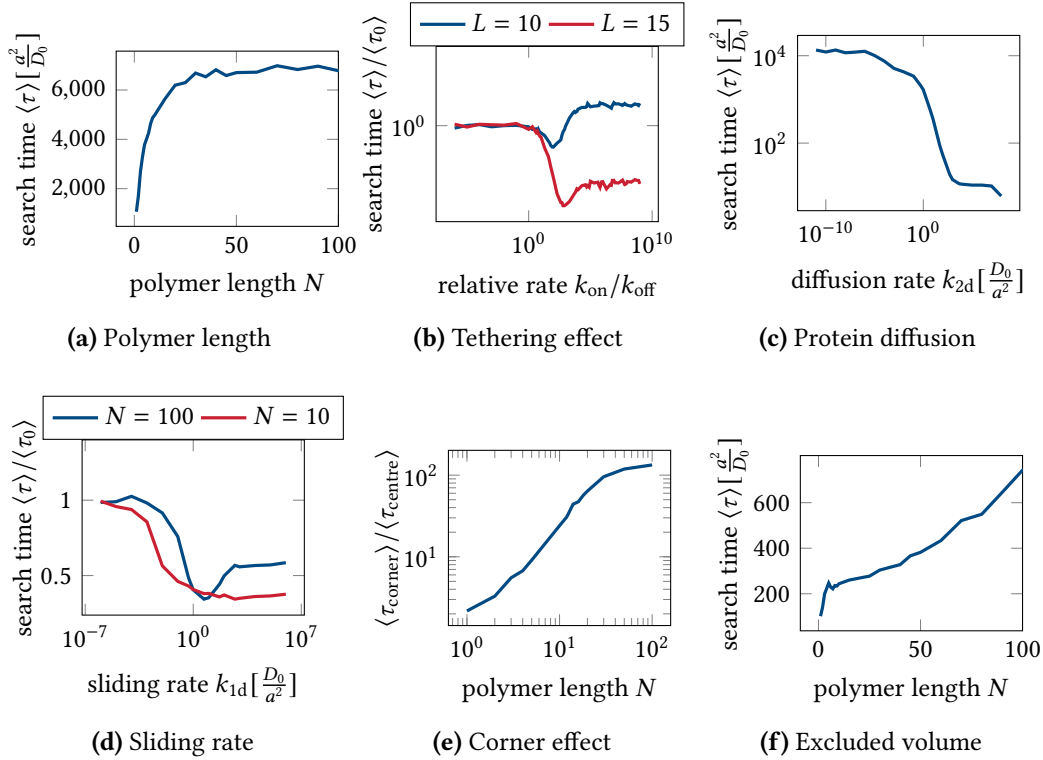 search time ⟨τ⟩[a²/D₀]
6,000
4,000
2,000
0
50
100
polymer length N
(a) Polymer length
L = 10
L = 15
search time ⟨τ⟩/⟨τ₀⟩
10⁰
10⁰
10¹⁰
relative rate k_on/k_off
(b) Tethering effect
search time ⟨τ⟩[a²/D₀]
10⁴
10²
10⁻¹⁰
10⁰
diffusion rate k_2d[D₀/a²]
(c) Protein diffusion
N = 100
N = 10
search time ⟨τ⟩/⟨τ₀⟩
1
0.5
10⁻⁷
10⁰
10⁷
sliding rate k_1d[D₀/a²]
(d) Sliding rate
⟨τ_corner⟩/⟨τ_centre⟩
10²
10¹
10⁰
10¹
10²
polymer length N
(e) Corner effect
search time ⟨τ⟩[a²/D₀]
600
400
200
0
50
100
polymer length N
(f) Excluded volume